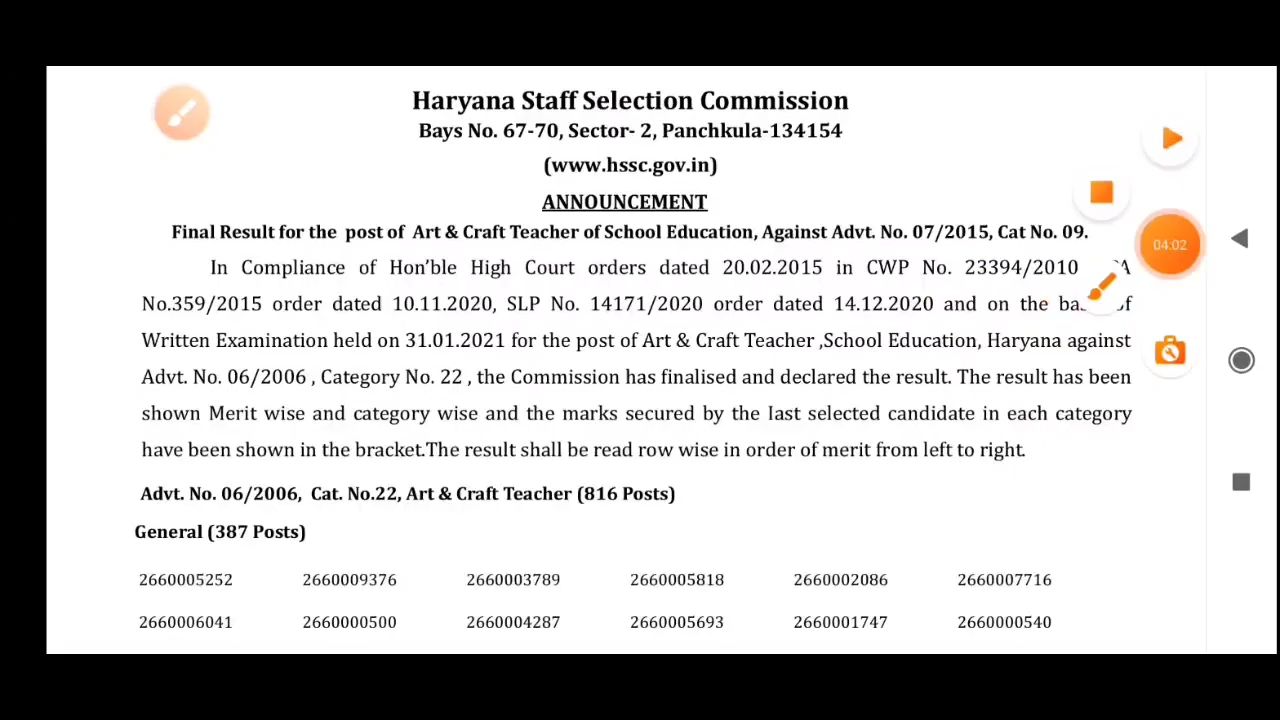 Haryana Staff Selection Commission
Bays No. 67-70, Sector- 2, Panchkula-134154
(www.hssc.gov.in)
ANNOUNCEMENT
Final Result for the post of Art & Craft Teacher of School Education, Against Advt. No. 07/2015, Cat No. 09.
In Compliance of Hon’ble High Court orders dated 20.02.2015 in CWP No. 23394/2010
No.359/2015 order dated 10.11.2020, SLP No. 14171/2020 order dated 14.12.2020 and on the
Written Examination held on 31.01.2021 for the post of Art & Craft Teacher ,School Education, Haryana against
Advt. No. 06/2006 , Category No. 22 , the Commission has finalised and declared the result. The result has been
shown Merit wise and category wise and the marks secured by the last selected candidate in each category
have been shown in the bracket.The result shall be read row wise in order of merit from left to right.
Advt. No. 06/2006, Cat. No.22, Art & Craft Teacher (816 Posts)
General (387 Posts)
2660005252 2660009376 2660003789 2660005818 2660002086 2660007716
2660006041 2660000500 2660004287 2660005693 2660001747 2660000540
04:02